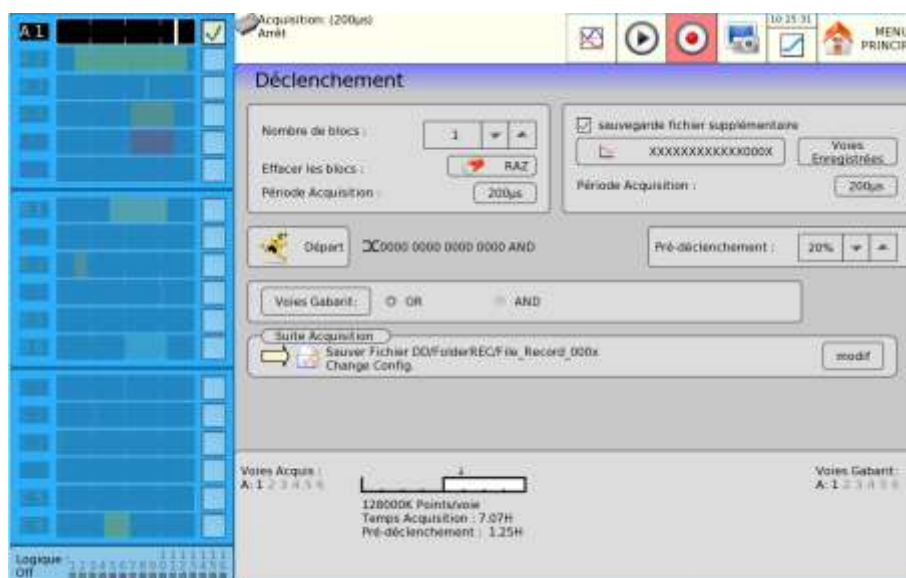 A 1
Acquisition: (200µs)
Arrêt
10:25:31
MENU
PRINCIP
Déclenchement
Nombre de blocs :
1
Effacer les blocs :
RAZ
Période Acquisition :
200µs
sauvegarde fichier supplémentaire
XXXXXXXXXXXX000X
Voies
Enregistrées
Période Acquisition :
200µs
Départ
0000 0000 0000 0000 AND
Pré-déclenchement :
20%
Voies Gabarit:
OR
AND
Suite Acquisition
Sauver Fichier DD/FolderREC/File_Record_000x
Change Config.
modif
Voies Acquis :
A: 1 2 3 4 5 6
128000K Points/voie
Temps Acquisition : 7.07H
Pré-déclenchement : 1.25H
Voies Gabarit:
A: 1 2 3 4 5 6
Logique :
Off